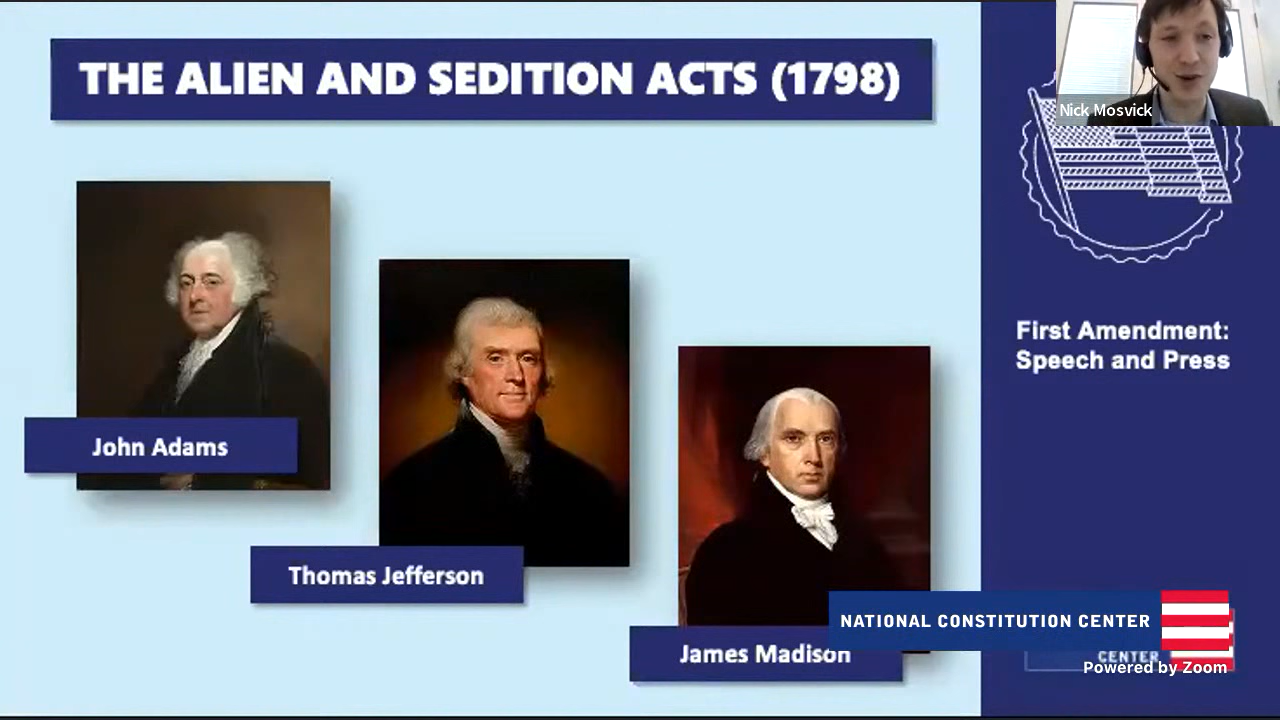 THE ALIEN AND SEDITION ACTS (1798)
Nick Mosvick
First Amendment:
Speech and Press
John Adams
Thomas Jefferson
James Madison
NATIONAL CONSTITUTION CENTER
CENTER
Powered by Zoom